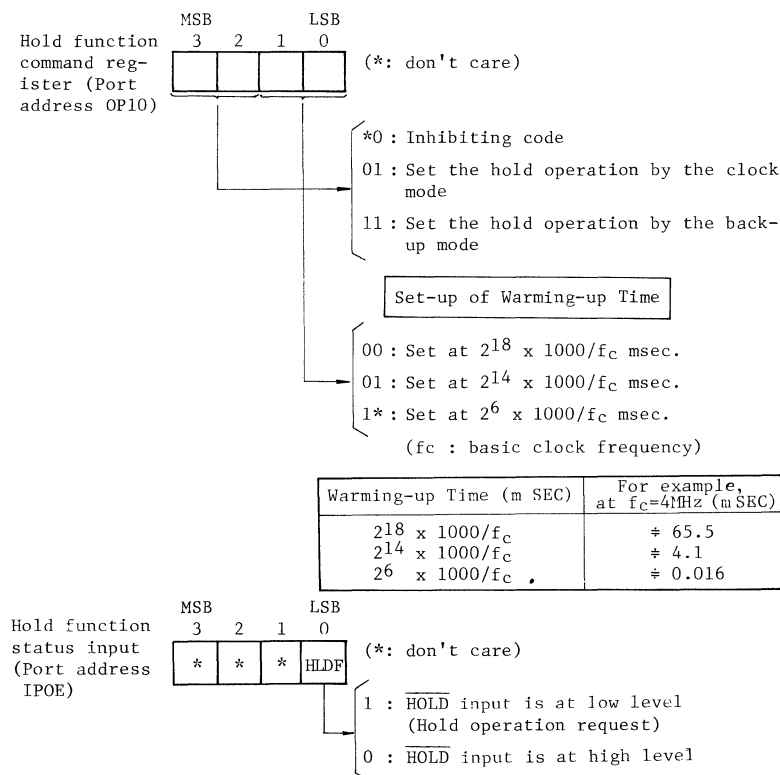 MSB LSB
Hold function 3 2 1 0
command reg- (*: don't care)
ister (Port
address OP10)
*0 : Inhibiting code
01 : Set the hold operation by the clock
mode
11 : Set the hold operation by the back-
up mode
Set-up of Warming-up Time
00 : Set at 2^18 x 1000/fc msec.
01 : Set at 2^14 x 1000/fc msec.
1* : Set at 2^6 x 1000/fc msec.
(fc : basic clock frequency)
Warming-up Time (m SEC) For example,
at fc=4MHz (m SEC)
2^18 x 1000/fc ≑ 65.5
2^14 x 1000/fc ≑ 4.1
2^6 x 1000/fc ≑ 0.016
MSB LSB
Hold function 3 2 1 0
status input (*: don't care)
(Port address * * * HLDF
IPOE)
1 : H̅O̅L̅D̅ input is at low level
(Hold operation request)
0 : H̅O̅L̅D̅ input is at high level